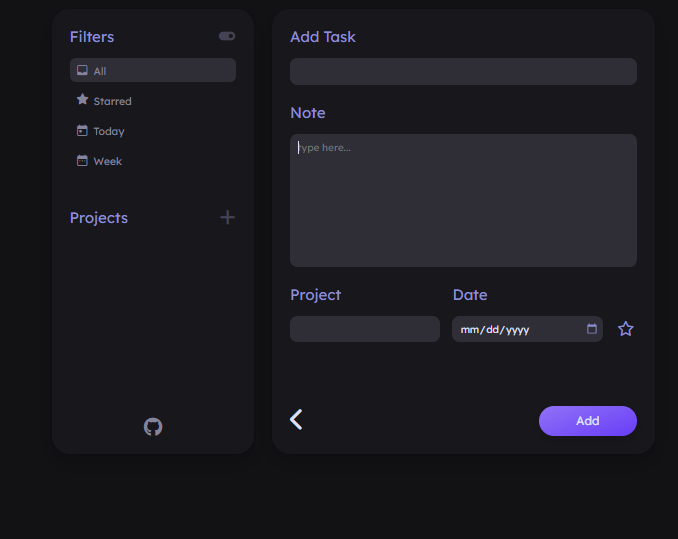 Filters
All
Starred
Today
Week
Projects
Add Task
Note
Type here...
Project
Date
mm/dd/yyyy
Add